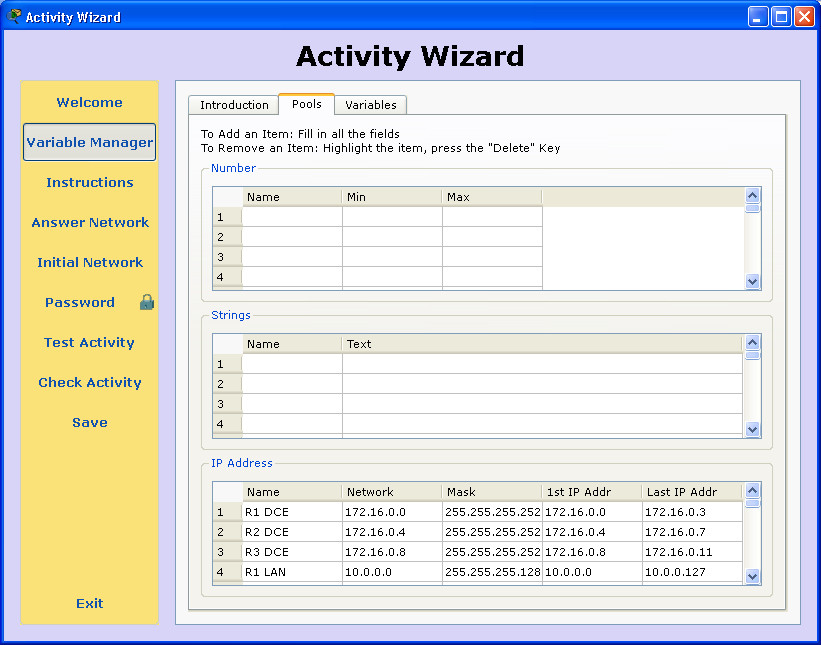 Activity Wizard
Activity Wizard
Welcome
Variable Manager
Instructions
Answer Network
Initial Network
Password
Test Activity
Check Activity
Save
Exit
Introduction Pools Variables
To Add an Item: Fill in all the fields
To Remove an Item: Highlight the item, press the "Delete" Key
Number
Name Min Max
1
2
3
4
Strings
Name Text
1
2
3
4
IP Address
Name Network Mask 1st IP Addr Last IP Addr
1 R1 DCE 172.16.0.0 255.255.255.252 172.16.0.0 172.16.0.3
2 R2 DCE 172.16.0.4 255.255.255.252 172.16.0.4 172.16.0.7
3 R3 DCE 172.16.0.8 255.255.255.252 172.16.0.8 172.16.0.11
4 R1 LAN 10.0.0.0 255.255.255.128 10.0.0.0 10.0.0.127